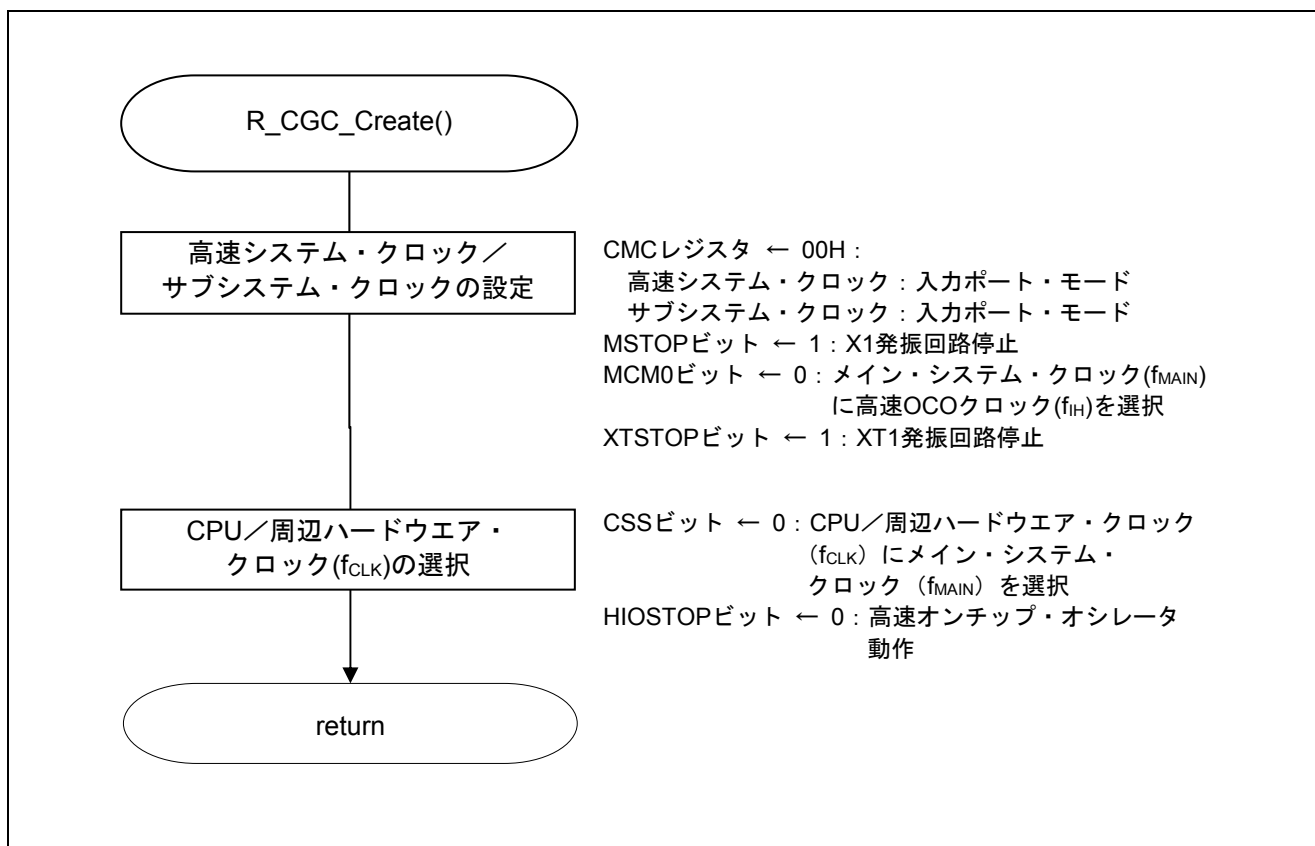 R_CGC_Create()
高速システム・クロック／
サブシステム・クロックの設定
CMCレジスタ ← 00H：
高速システム・クロック：入力ポート・モード
サブシステム・クロック：入力ポート・モード
MSTOPビット ← 1：X1発振回路停止
MCM0ビット ← 0：メイン・システム・クロック(fMAIN)
に高速OCOクロック(fIH)を選択
XTSTOPビット ← 1：XT1発振回路停止
CPU／周辺ハードウエア・
クロック(fCLK)の選択
CSSビット ← 0：CPU／周辺ハードウエア・クロック
（fCLK）にメイン・システム・
クロック（fMAIN）を選択
HIOSTOPビット ← 0：高速オンチップ・オシレータ
動作
return